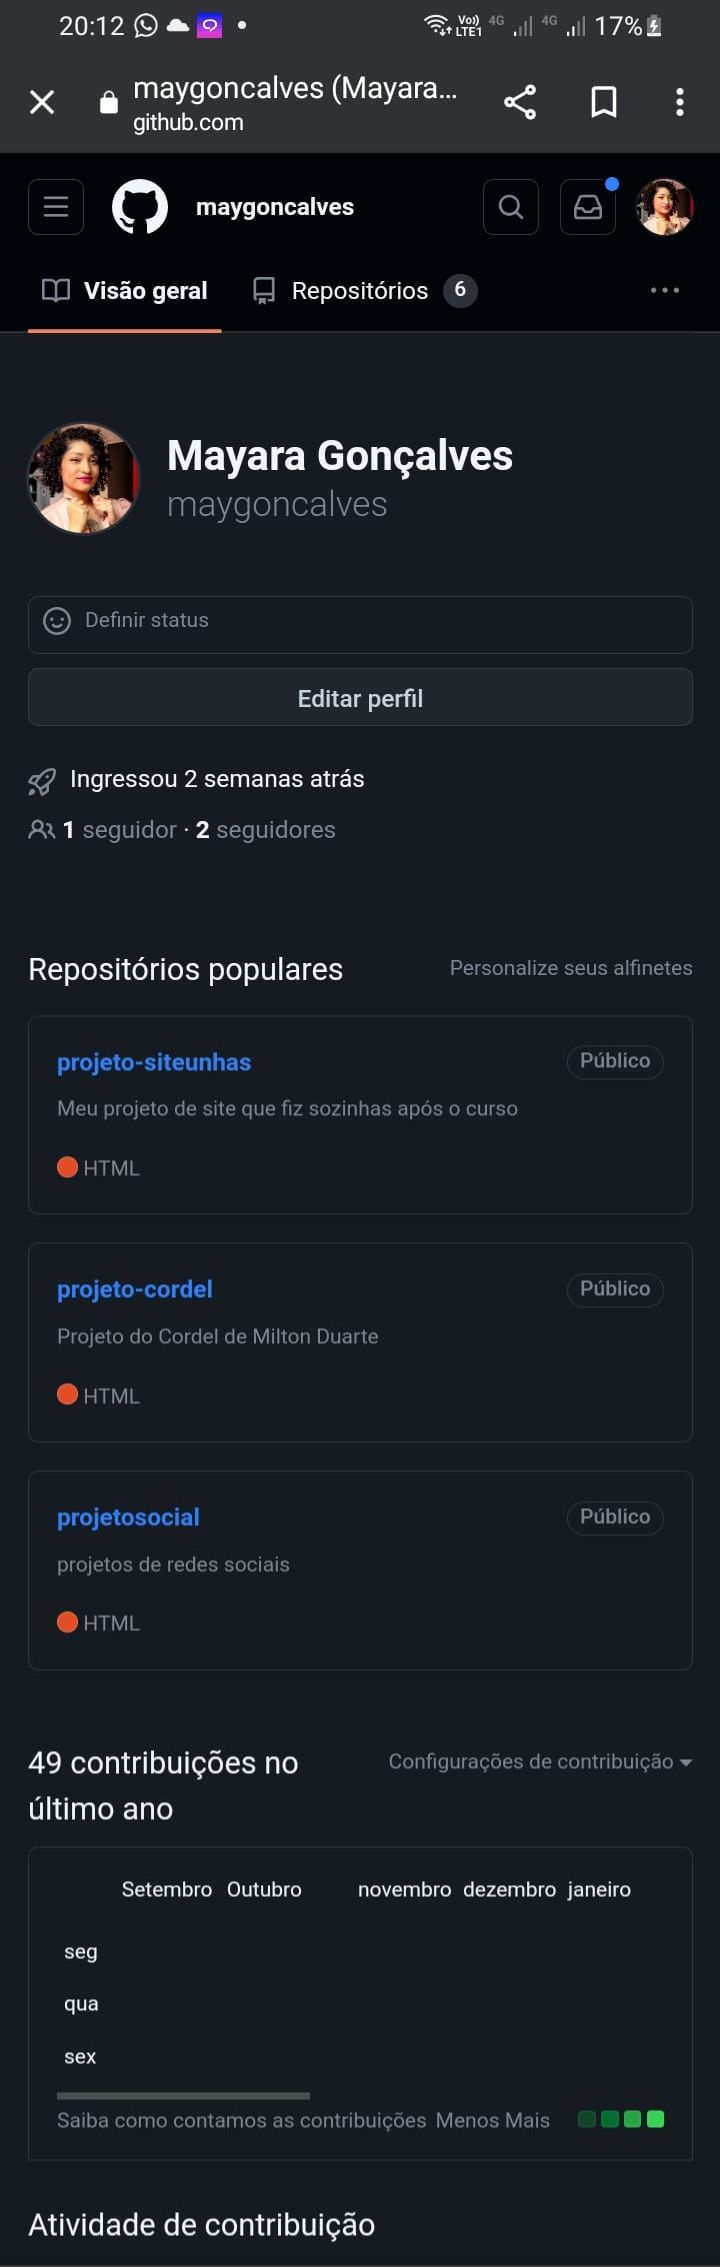 20:12
Vo))
LTE1
4G
4G
17%
maygoncalves (Mayara...
github.com
maygoncalves
Visão geral
Repositórios 6
Mayara Gonçalves
maygoncalves
Definir status
Editar perfil
Ingressou 2 semanas atrás
1 seguidor · 2 seguidores
Repositórios populares
Personalize seus alfinetes
projeto-siteunhas
Público
Meu projeto de site que fiz sozinhas após o curso
HTML
projeto-cordel
Público
Projeto do Cordel de Milton Duarte
HTML
projetosocial
Público
projetos de redes sociais
HTML
49 contribuições no
último ano
Configurações de contribuição
Setembro Outubro novembro dezembro janeiro
seg
qua
sex
Saiba como contamos as contribuições Menos Mais
Atividade de contribuição